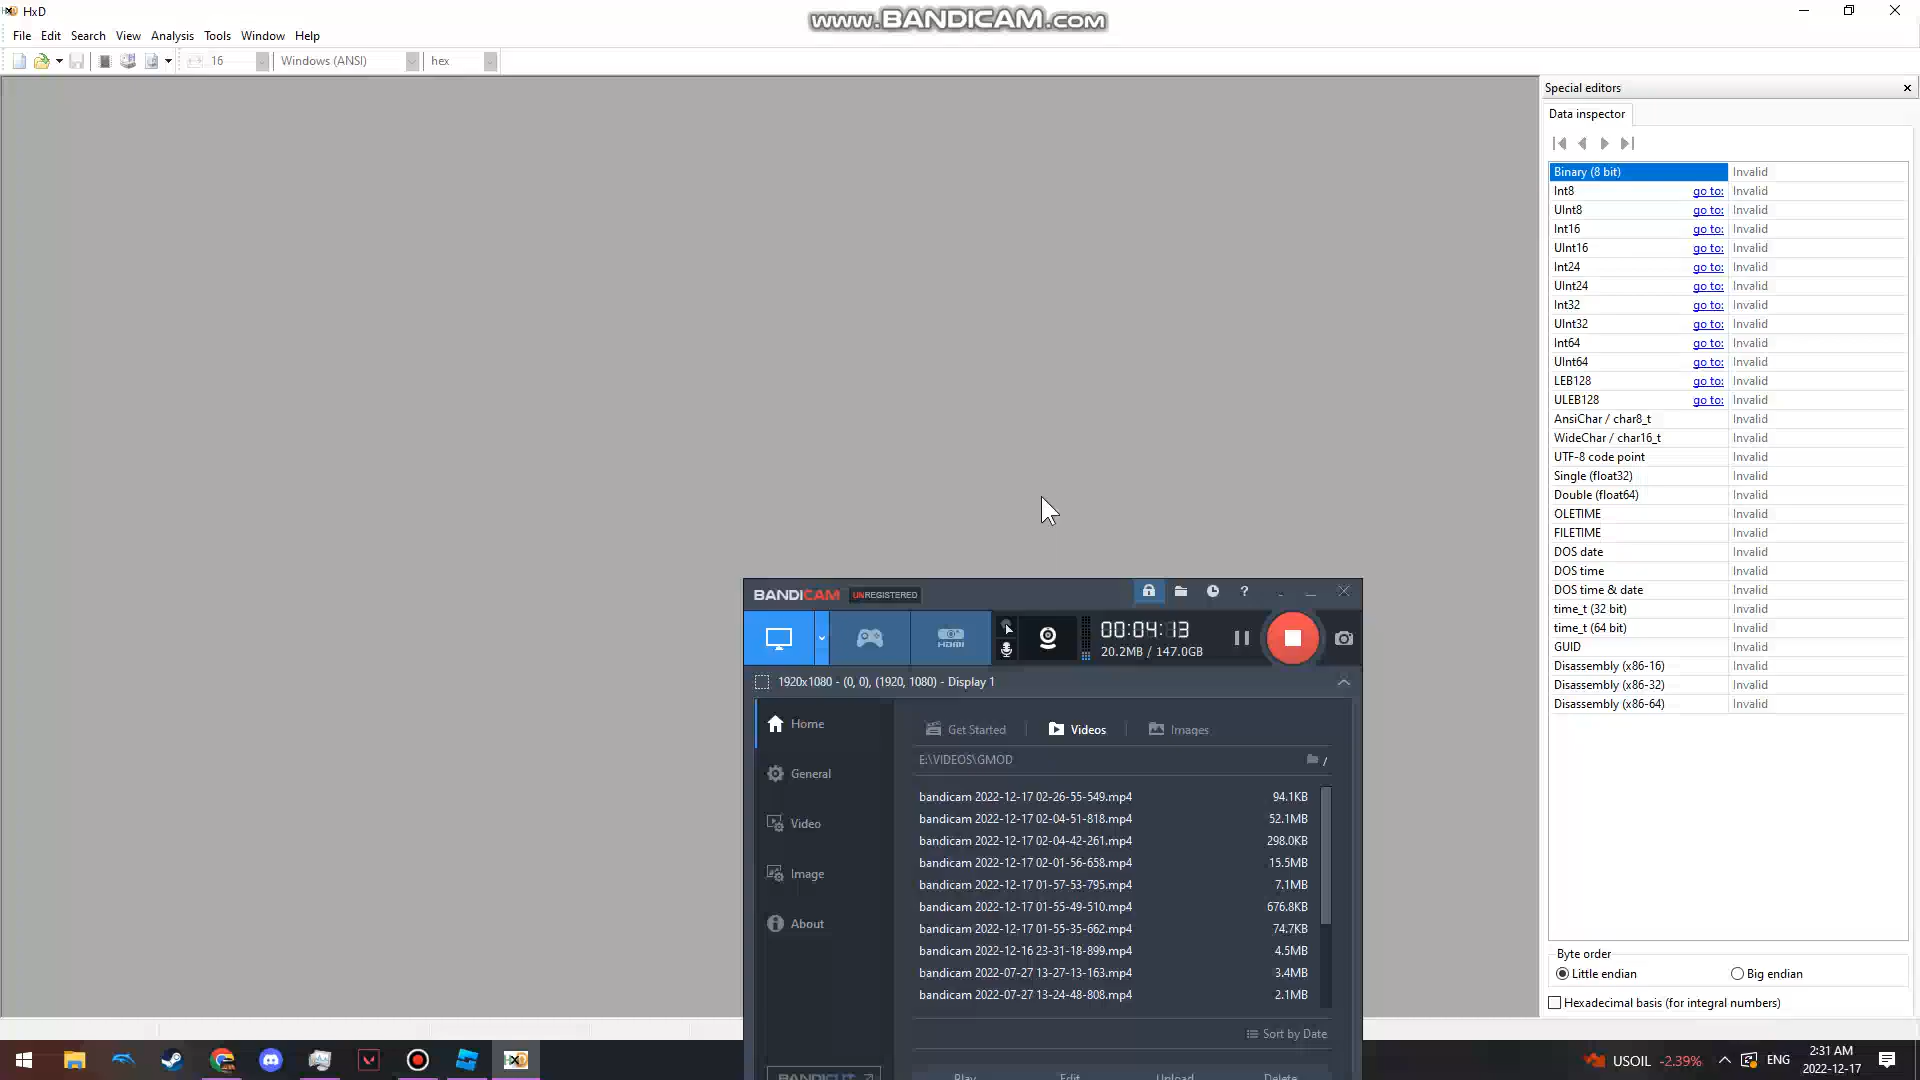 HxD
www.BANDICAM.com
File Edit Search View Analysis Tools Window Help
16 Windows (ANSI) hex
Special editors
Data inspector
Binary (8 bit) Invalid
Int8 go to: Invalid
UInt8 go to: Invalid
Int16 go to: Invalid
UInt16 go to: Invalid
Int24 go to: Invalid
UInt24 go to: Invalid
Int32 go to: Invalid
UInt32 go to: Invalid
Int64 go to: Invalid
UInt64 go to: Invalid
LEB128 go to: Invalid
ULEB128 go to: Invalid
AnsiChar / char8_t Invalid
WideChar / char16_t Invalid
UTF-8 code point Invalid
Single (float32) Invalid
Double (float64) Invalid
OLETIME Invalid
FILETIME Invalid
DOS date Invalid
DOS time Invalid
DOS time & date Invalid
time_t (32 bit) Invalid
time_t (64 bit) Invalid
GUID Invalid
Disassembly (x86-16) Invalid
Disassembly (x86-32) Invalid
Disassembly (x86-64) Invalid
Byte order
Little endian Big endian
Hexadecimal basis (for integral numbers)
BANDICAM UNREGISTERED
HDMI
00:04:13
20.2MB / 147.0GB
1920x1080 - (0, 0), (1920, 1080) - Display 1
Home
General
Video
Image
About
Get Started Videos Images
E:\VIDEOS\GMOD /
bandicam 2022-12-17 02-26-55-549.mp4 94.1KB
bandicam 2022-12-17 02-04-51-818.mp4 52.1MB
bandicam 2022-12-17 02-04-42-261.mp4 298.0KB
bandicam 2022-12-17 02-01-56-658.mp4 15.5MB
bandicam 2022-12-17 01-57-53-795.mp4 7.1MB
bandicam 2022-12-17 01-55-49-510.mp4 676.8KB
bandicam 2022-12-17 01-55-35-662.mp4 74.7KB
bandicam 2022-12-16 23-31-18-899.mp4 4.5MB
bandicam 2022-07-27 13-27-13-163.mp4 3.4MB
bandicam 2022-07-27 13-24-48-808.mp4 2.1MB
Sort by Date
BANDICUT
Play Edit Upload Delete
USOIL -2.39% ENG 2:31 AM
2022-12-17